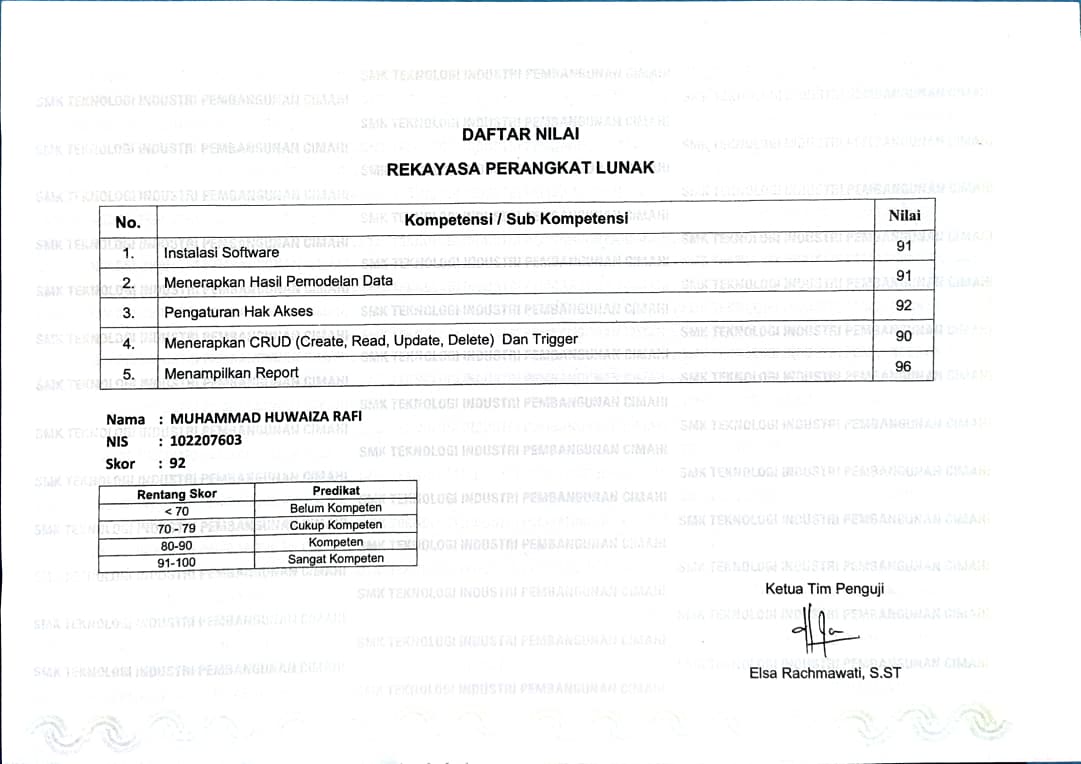 SMK TEKNOLOGI INDUSTRI PEMBANGUNAN CIMAHI
DAFTAR NILAI
REKAYASA PERANGKAT LUNAK
No. Kompetensi / Sub Kompetensi Nilai
1. Instalasi Software 91
2. Menerapkan Hasil Pemodelan Data 91
3. Pengaturan Hak Akses 92
4. Menerapkan CRUD (Create, Read, Update, Delete) Dan Trigger 90
5. Menampilkan Report 96
Nama : MUHAMMAD HUWAIZA RAFI
NIS : 102207603
Skor : 92
Rentang Skor Predikat
< 70 Belum Kompeten
70 - 79 Cukup Kompeten
80-90 Kompeten
91-100 Sangat Kompeten
Ketua Tim Penguji
Elsa Rachmawati, S.ST